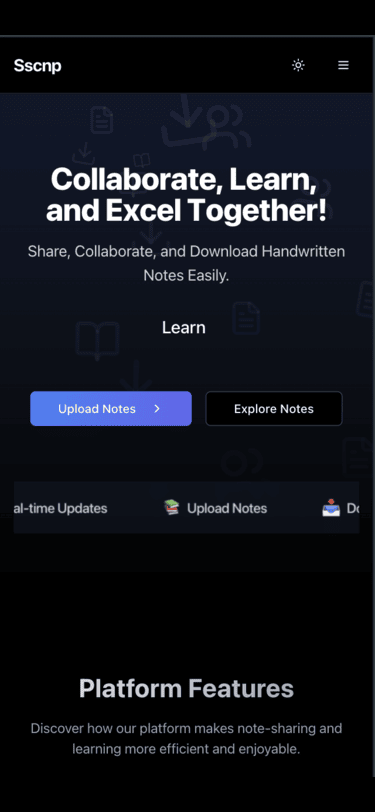 Sscnp
Collaborate, Learn,
and Excel Together!
Share, Collaborate, and Download Handwritten
Notes Easily.
Learn
Upload Notes
Explore Notes
al-time Updates
📚 Upload Notes
📥 Do
Platform Features
Discover how our platform makes note-sharing and
learning more efficient and enjoyable.